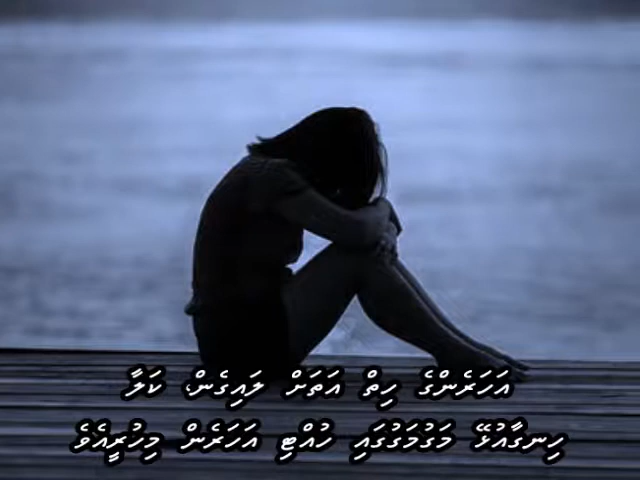 އަހަރެންގެ ހިތް އަތަށް ލައިގެން، ކަލާ
ހިނގާއުޅޭ މަގުމަގުގައި ހުއްޓި އަހަރެން މިހުރީއެވެ